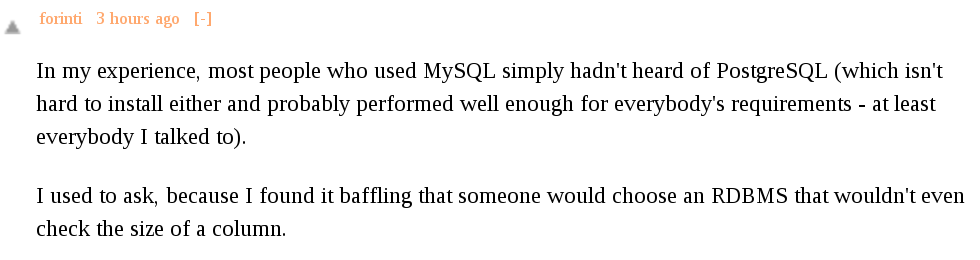 forinti 3 hours ago [-]
In my experience, most people who used MySQL simply hadn't heard of PostgreSQL (which isn't
hard to install either and probably performed well enough for everybody's requirements - at least
everybody I talked to).
I used to ask, because I found it baffling that someone would choose an RDBMS that wouldn't even
check the size of a column.